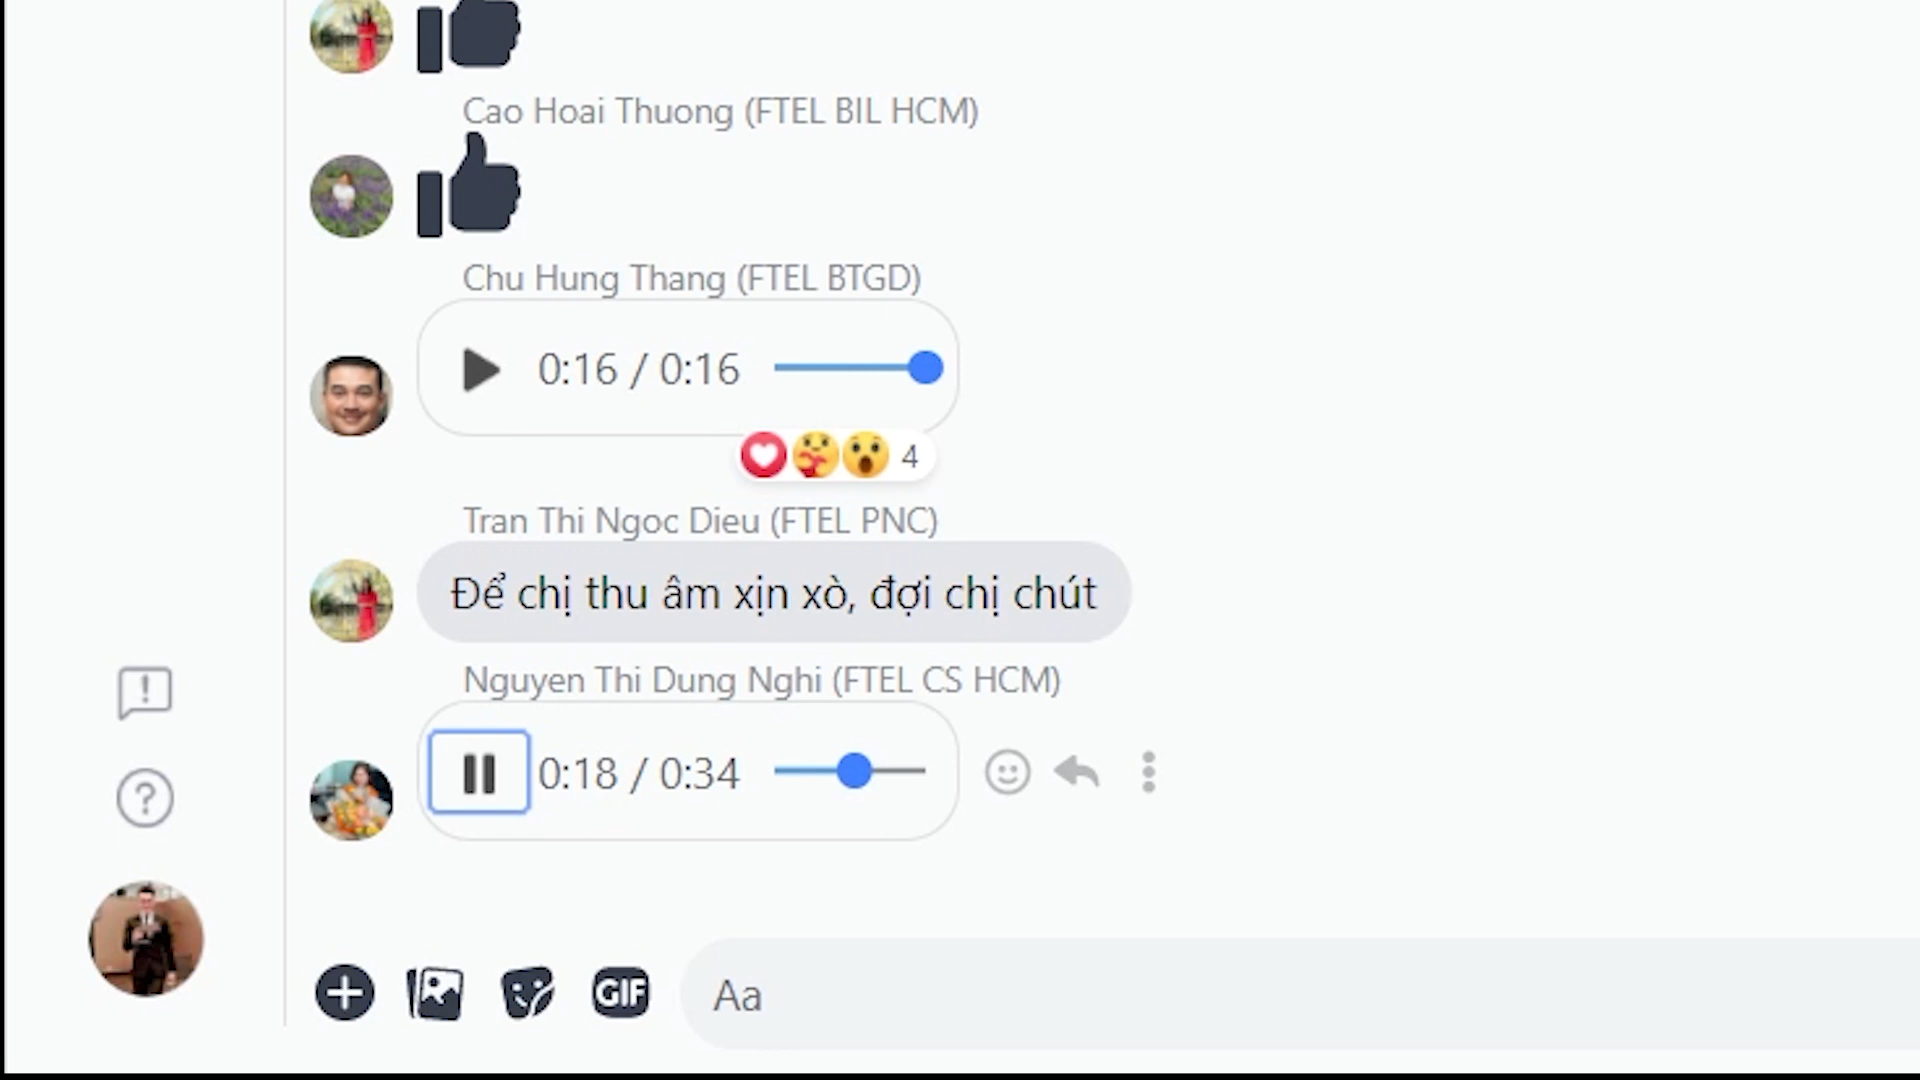 Cao Hoai Thuong (FTEL BIL HCM)
Chu Hung Thang (FTEL BTGD)
0:16 / 0:16
4
Tran Thi Ngoc Dieu (FTEL PNC)
Để chị thu âm xịn xò, đợi chị chút
Nguyen Thi Dung Nghi (FTEL CS HCM)
0:18 / 0:34
GIF
Aa